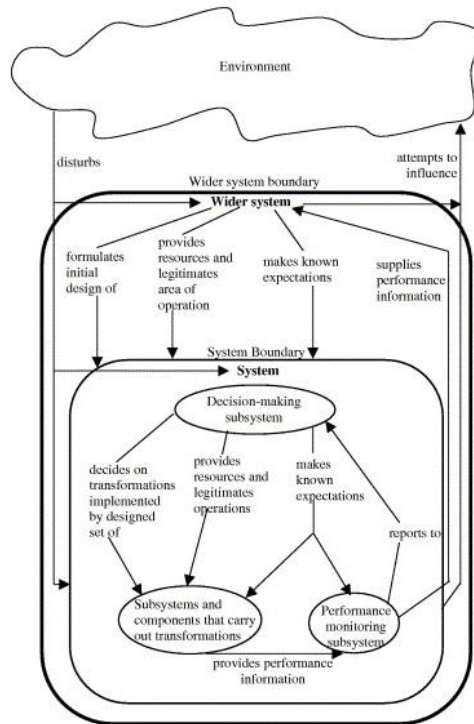 Environment
disturbs
attempts to
influence
Wider system boundary
Wider system
formulates
initial
design of
provides
resources and
legitimates
area of
operation
makes known
expectations
supplies
performance
information
System Boundary
System
Decision-making
subsystem
decides on
transformations
implemented
by designed
set of
provides
resources and
legitimates
operations
makes
known
expectations
reports to
Subsystems and
components that carry
out transformations
Performance
monitoring
subsystem
provides performance
information